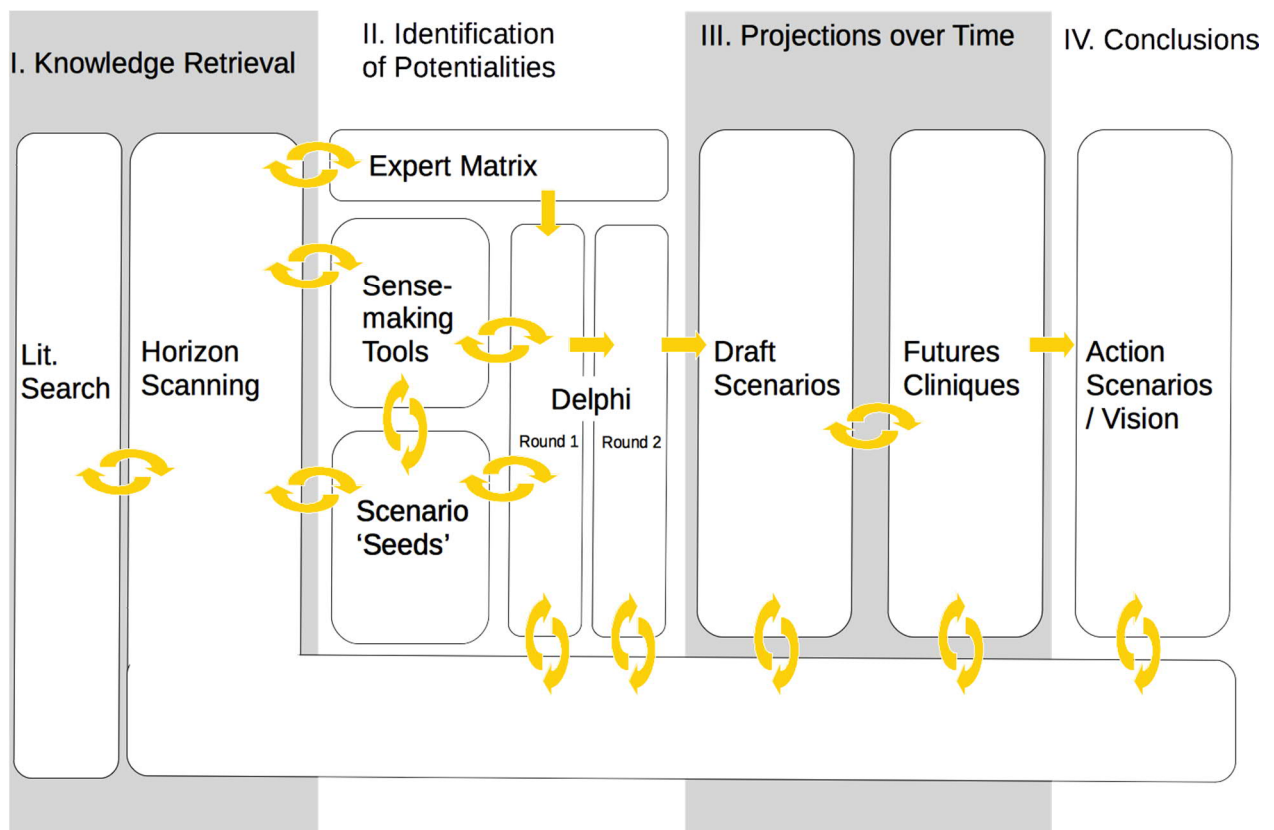 I. Knowledge Retrieval
II. Identification
of Potentialities
III. Projections over Time
IV. Conclusions
Lit.
Search
Horizon
Scanning
Expert Matrix
Sense-
making
Tools
Scenario
‘Seeds’
Delphi
Round 1
Round 2
Draft
Scenarios
Futures
Cliniques
Action
Scenarios
/ Vision